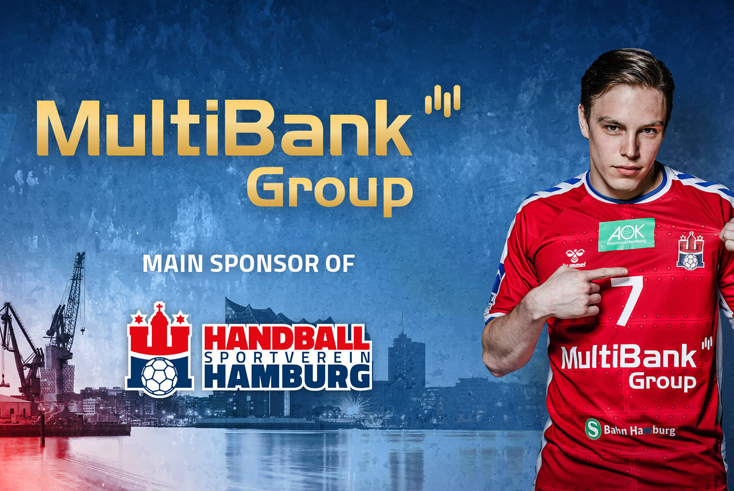 MultiBank
Group
MAIN SPONSOR OF
HANDBALL
SPORTVEREIN
HAMBURG
AOK
hummel
7
MultiBank
Group
S Bahn Hamburg